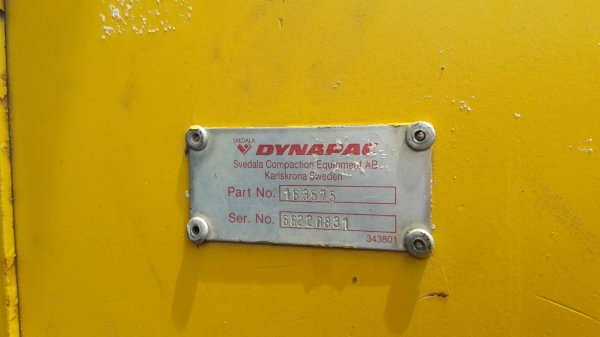 SVEDALA
DYNAPAC
Svedala Compaction Equipment AB
Karlskrona Sweden
Part No. 163575
Ser. No. 66220831
343801